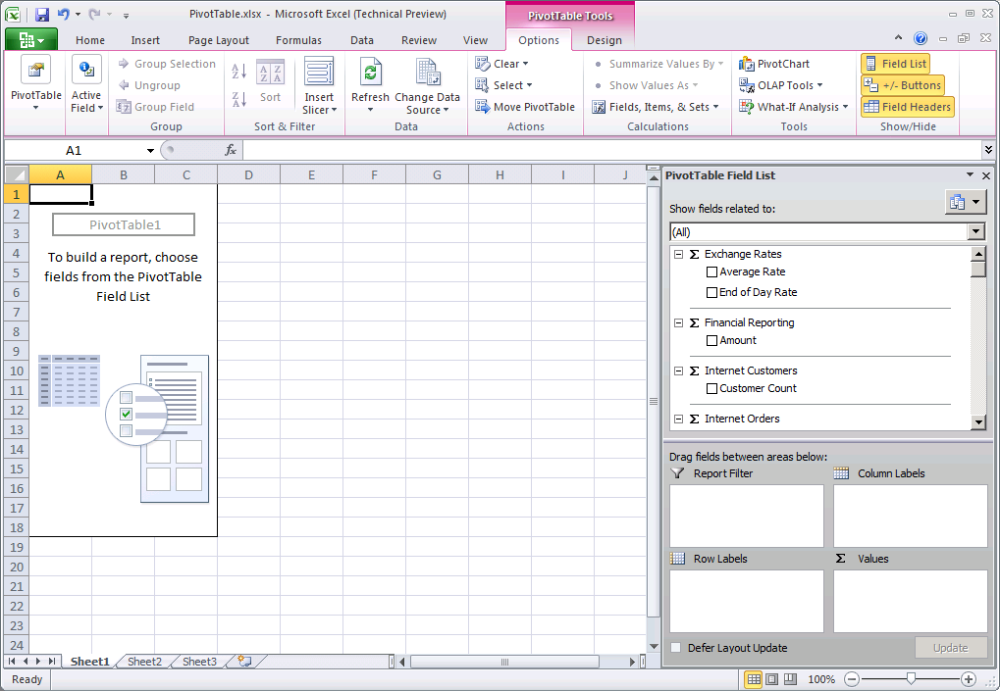 PivotTable.xlsx - Microsoft Excel (Technical Preview)
PivotTable Tools
Home Insert Page Layout Formulas Data Review View Options Design
PivotTable
Active
Field
Group Selection
Ungroup
Group Field
Group
Sort
Insert
Slicer
Sort & Filter
Refresh
Change Data
Source
Data
Clear
Select
Move PivotTable
Actions
Summarize Values By
Show Values As
Fields, Items, & Sets
Calculations
PivotChart
OLAP Tools
What-If Analysis
Tools
Field List
+/- Buttons
Field Headers
Show/Hide
A1
fx
A B C D E F G H I J
1
2
3
4
5
6
7
8
9
10
11
12
13
14
15
16
17
18
19
20
21
22
23
24
PivotTable1
To build a report, choose
fields from the PivotTable
Field List
PivotTable Field List
Show fields related to:
(All)
Σ Exchange Rates
Average Rate
End of Day Rate
Σ Financial Reporting
Amount
Σ Internet Customers
Customer Count
Σ Internet Orders
Drag fields between areas below:
Report Filter
Column Labels
Row Labels
Σ Values
Defer Layout Update
Update
Sheet1 Sheet2 Sheet3
Ready
100%